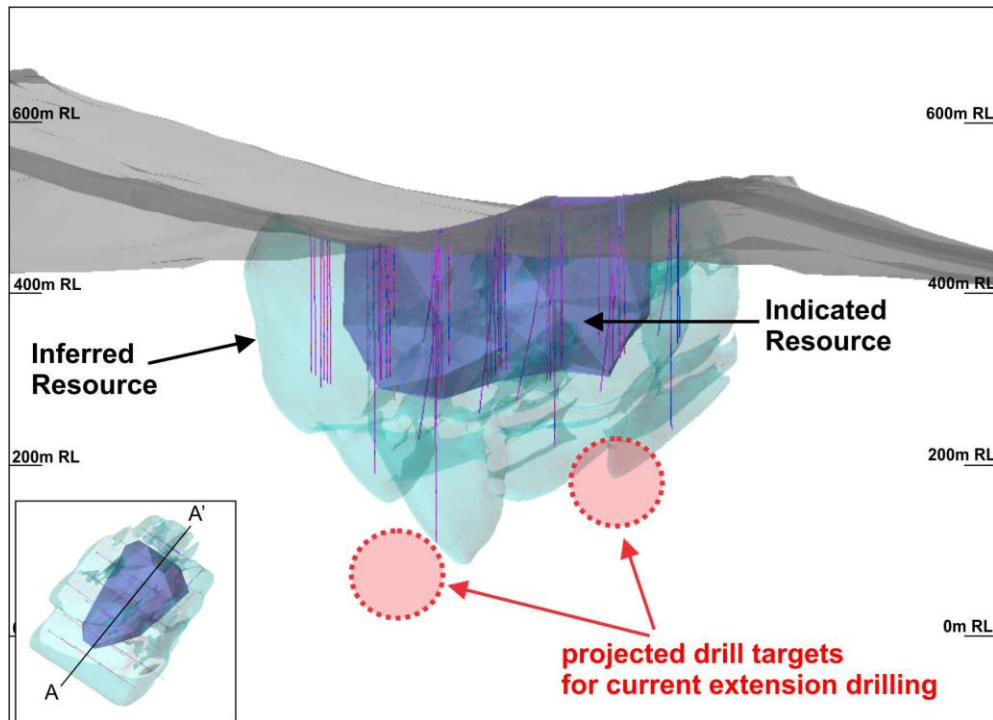 600m RL
600m RL
400m RL
400m RL
Inferred
Resource
Indicated
Resource
200m RL
200m RL
A'
A
0m RL
projected drill targets
for current extension drilling